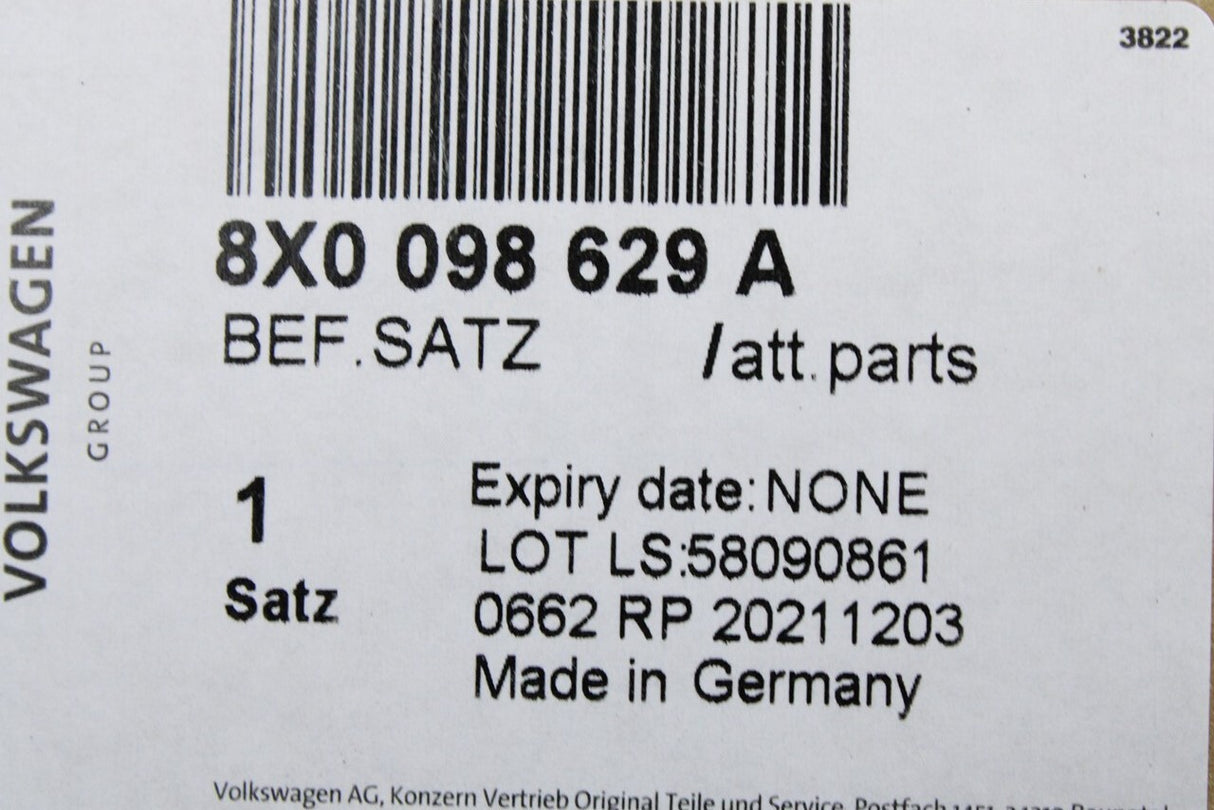 3822
8X0 098 629 A
BEF.SATZ /att.parts
1
Satz
Expiry date:NONE
LOT LS:58090861
0662 RP 20211203
Made in Germany
VOLKSWAGEN
GROUP
Volkswagen AG, Konzern Vertrieb Original Teile und Service, Postfach